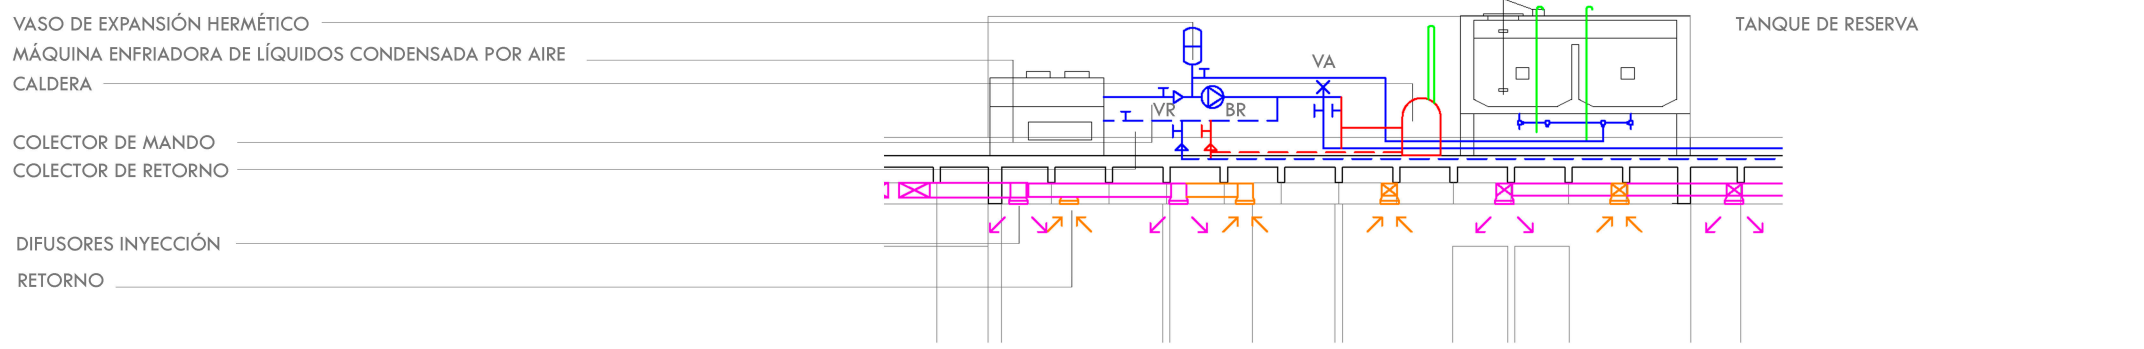 VASO DE EXPANSIÓN HERMÉTICO
TANQUE DE RESERVA
MÁQUINA ENFRIADORA DE LÍQUIDOS CONDENSADA POR AIRE
VA
CALDERA
VR
BR
COLECTOR DE MANDO
COLECTOR DE RETORNO
DIFUSORES INYECCIÓN
RETORNO